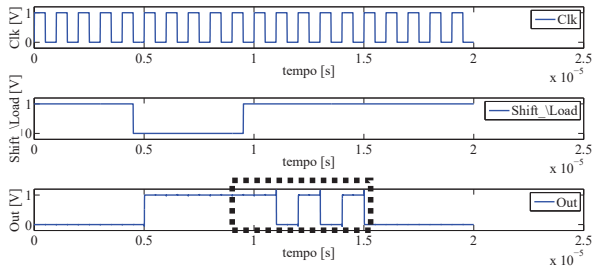 Clk [V]
1
0
0 0.5 1 1.5 2 2.5
tempo [s]
x 10⁻⁵
Clk
Shift_\Load [V]
1
0
0 0.5 1 1.5 2 2.5
tempo [s]
x 10⁻⁵
Shift_\Load
Out [V]
1
0
0 0.5 1 1.5 2 2.5
tempo [s]
x 10⁻⁵
Out